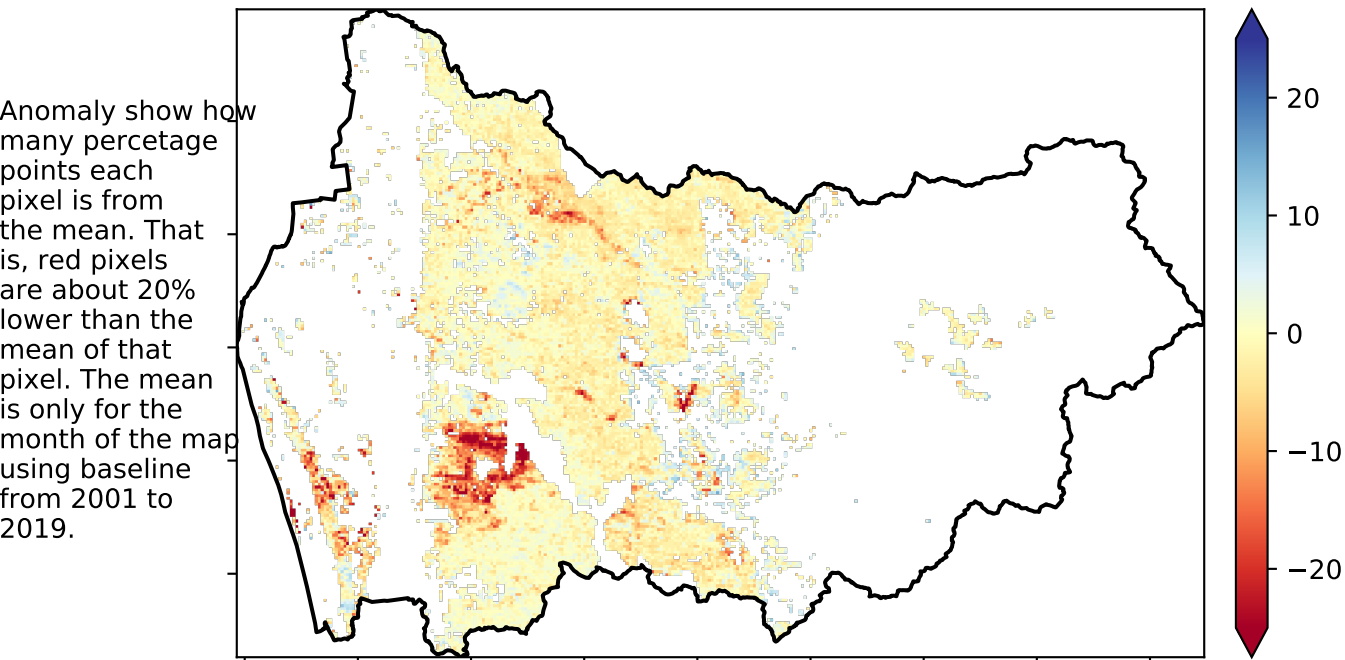 Anomaly show how
many percetage
points each
pixel is from
the mean. That
is, red pixels
are about 20%
lower than the
mean of that
pixel. The mean
is only for the
month of the map
using baseline
from 2001 to
2019.
20
10
0
−10
−20